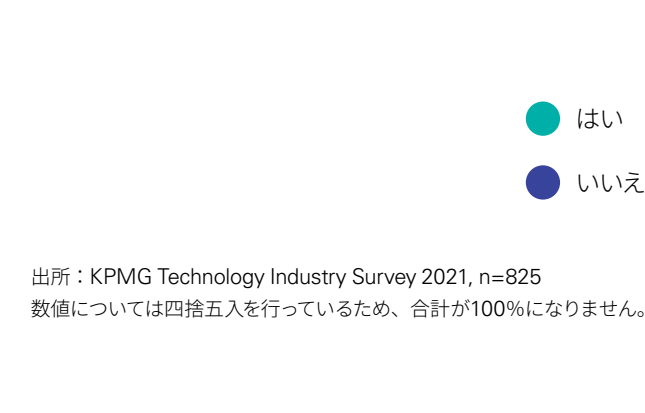 はい
いいえ
出所：KPMG Technology Industry Survey 2021, n=825
数値については四捨五入を行っているため、合計が100％になりません。